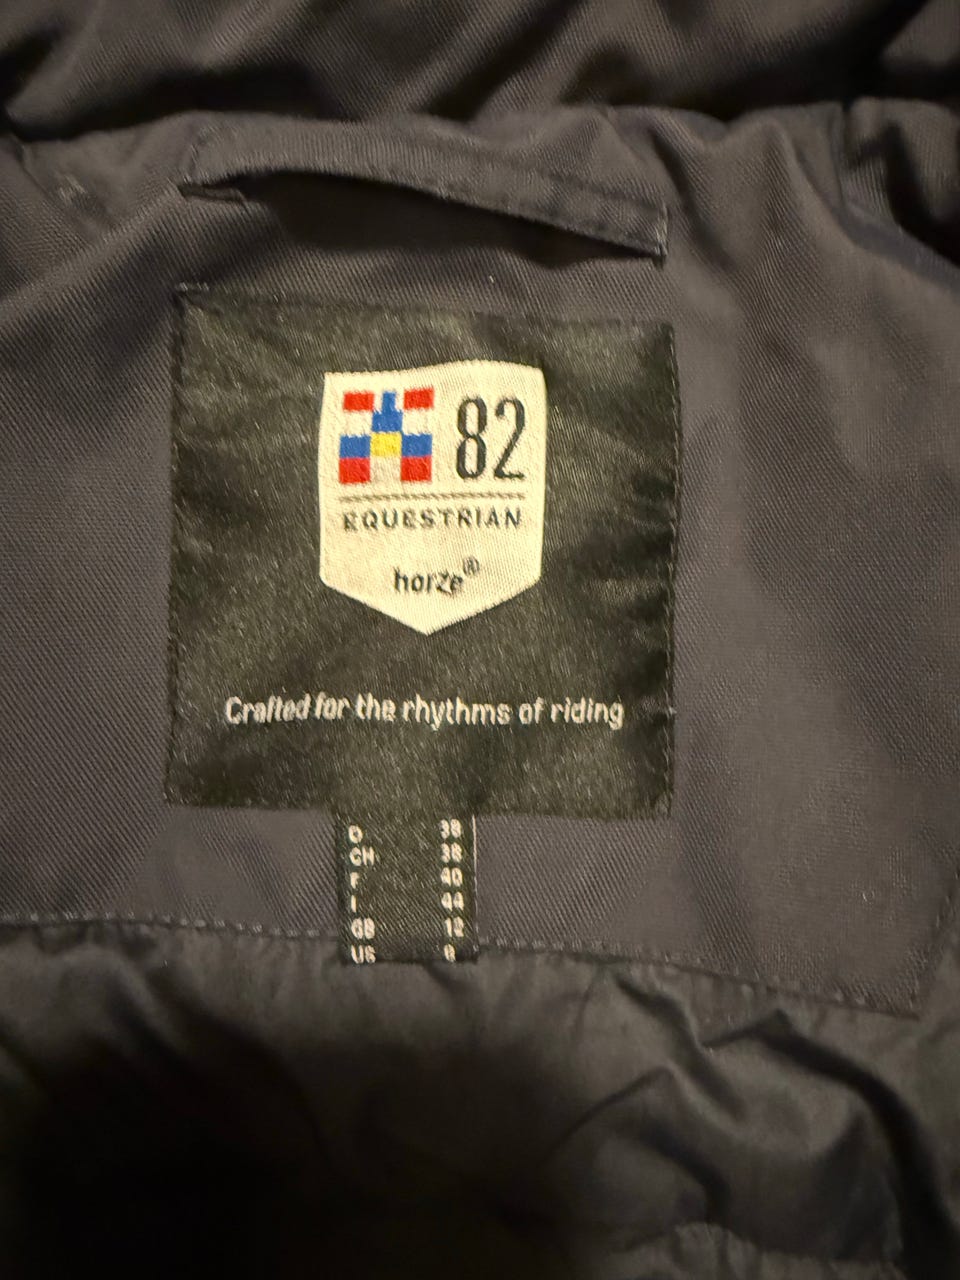 82
EQUESTRIAN
horze®
Crafted for the rhythms of riding
D 38
CH 38
F 40
I 44
GB 12
US 8